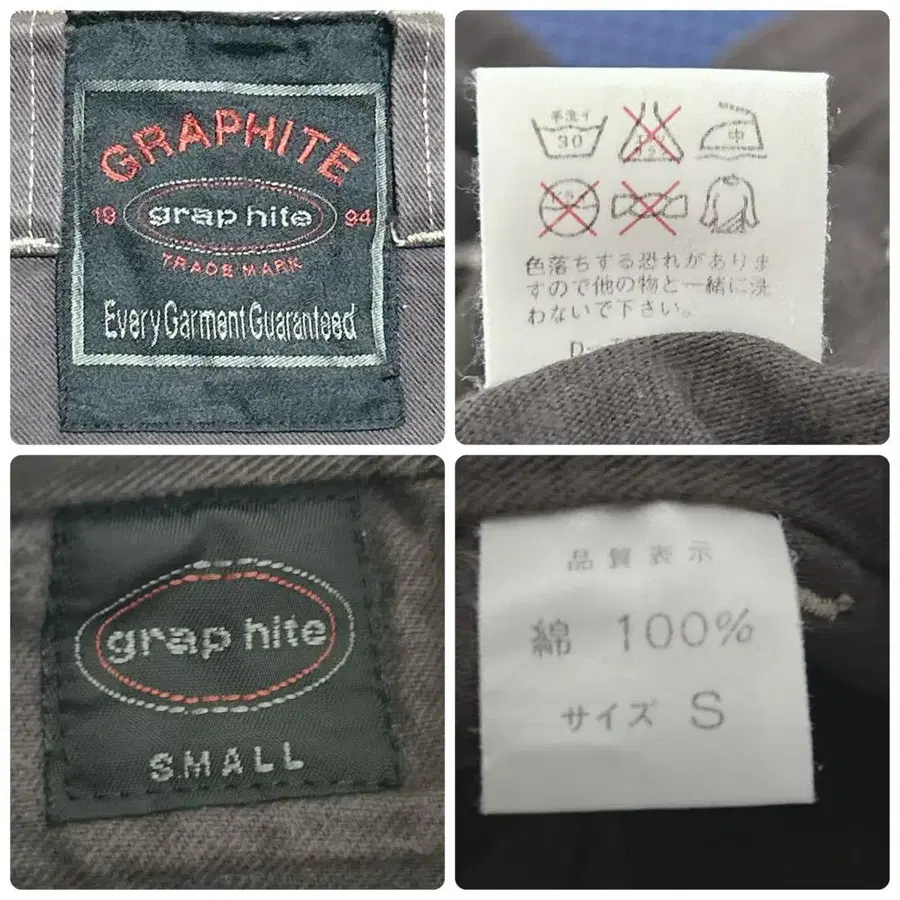 GRAPHITE
19 grap hite 94
TRADE MARK
Every Garment Guaranteed
手洗イ
30
中
色落ちする恐れがありま
すので他の物と一緒に洗
わないで下さい。
grap hite
SMALL
品質表示
綿 100%
サイズ S